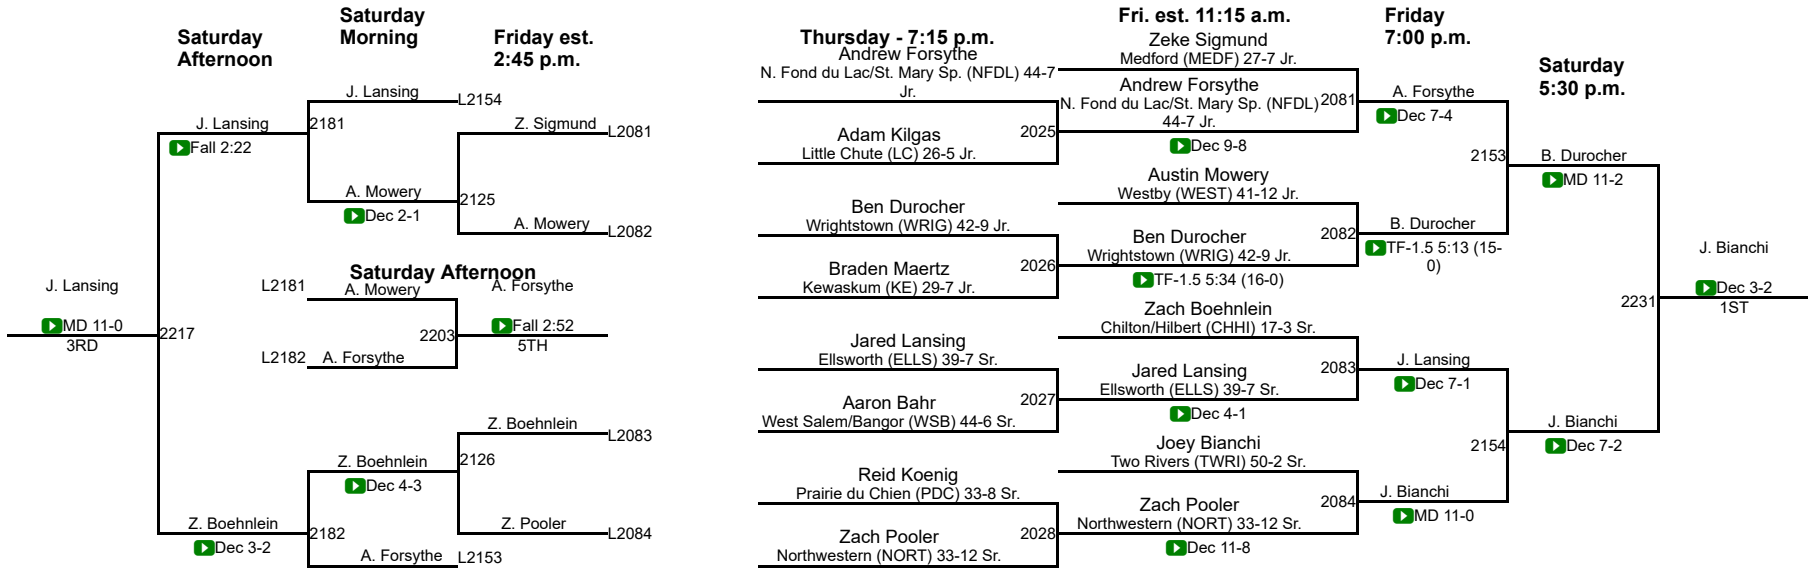 Saturday
Afternoon
Saturday
Morning
Friday est.
2:45 p.m.
J. Lansing
L2154
J. Lansing
2181
Fall 2:22
Z. Sigmund
L2081
A. Mowery
2125
Dec 2-1
A. Mowery
L2082
Saturday Afternoon
J. Lansing
MD 11-0
3RD
2217
L2181
A. Mowery
A. Forsythe
2203
Fall 2:52
5TH
L2182
A. Forsythe
Z. Boehnlein
L2083
Z. Boehnlein
2126
Dec 4-3
Z. Boehnlein
2182
Dec 3-2
Z. Pooler
L2084
A. Forsythe
L2153
Thursday - 7:15 p.m.
Andrew Forsythe
N. Fond du Lac/St. Mary Sp. (NFDL) 44-7
Jr.
Adam Kilgas
Little Chute (LC) 26-5 Jr.
2025
Ben Durocher
Wrightstown (WRIG) 42-9 Jr.
Braden Maertz
Kewaskum (KE) 29-7 Jr.
2026
Jared Lansing
Ellsworth (ELLS) 39-7 Sr.
Aaron Bahr
West Salem/Bangor (WSB) 44-6 Sr.
2027
Reid Koenig
Prairie du Chien (PDC) 33-8 Sr.
Zach Pooler
Northwestern (NORT) 33-12 Sr.
2028
Fri. est. 11:15 a.m.
Zeke Sigmund
Medford (MEDF) 27-7 Jr.
Andrew Forsythe
N. Fond du Lac/St. Mary Sp. (NFDL)
44-7 Jr.
2081
Dec 9-8
Austin Mowery
Westby (WEST) 41-12 Jr.
Ben Durocher
Wrightstown (WRIG) 42-9 Jr.
2082
TF-1.5 5:34 (16-0)
Zach Boehnlein
Chilton/Hilbert (CHHI) 17-3 Sr.
Jared Lansing
Ellsworth (ELLS) 39-7 Sr.
2083
Dec 4-1
Joey Bianchi
Two Rivers (TWRI) 50-2 Sr.
Zach Pooler
Northwestern (NORT) 33-12 Sr.
2084
Dec 11-8
Friday
7:00 p.m.
A. Forsythe
Dec 7-4
2153
B. Durocher
TF-1.5 5:13 (15-
0)
J. Lansing
Dec 7-1
2154
J. Bianchi
MD 11-0
Saturday
5:30 p.m.
B. Durocher
MD 11-2
2231
J. Bianchi
Dec 7-2
J. Bianchi
Dec 3-2
1ST